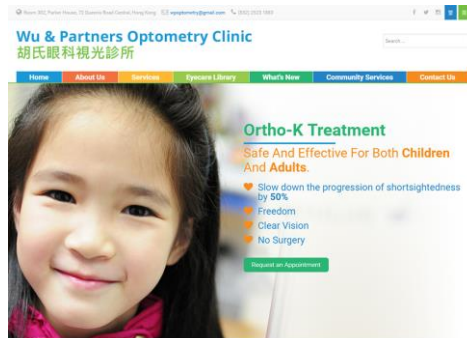 Wu & Partners Optometry Clinic
胡氏眼科視光診所
Search...
Home About Us Services Eyecare Library What's New Community Services Contact Us
Ortho-K Treatment
Safe And Effective For Both Children
And Adults.
Slow down the progression of shortsightedness
by 50%
Freedom
Clear Vision
No Surgery
Request an Appointment